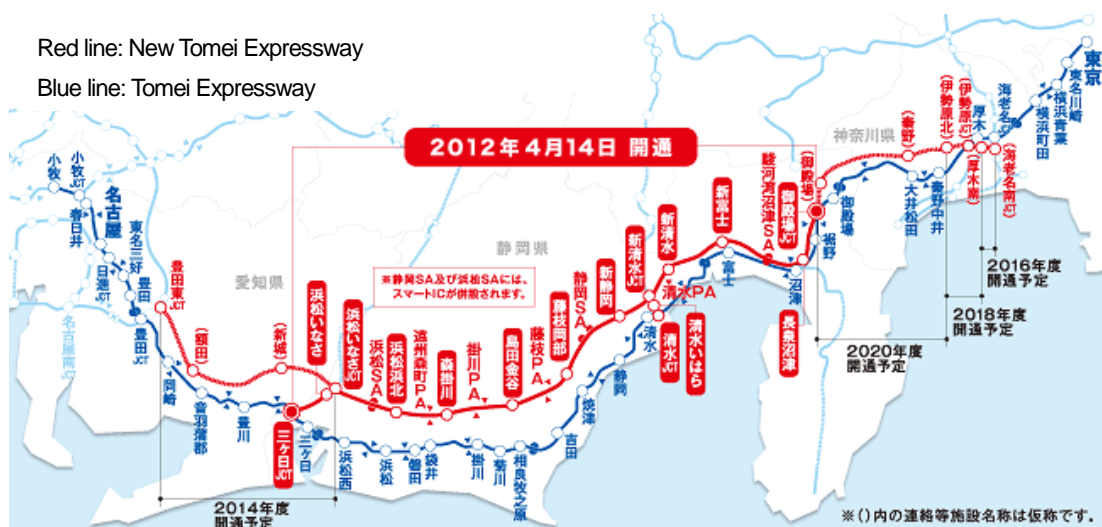 Red line: New Tomei Expressway
Blue line: Tomei Expressway
2012年4月14日 開通
東京
東名川崎
横浜青葉
横浜町田
海老名JCT
(海老名南JCT)
厚木
(厚木南)
(伊勢原JCT)
(伊勢原北)
(秦野)
秦野中井
大井松田
神奈川県
(御殿場)
御殿場
御殿場JCT
裾野
駿河湾沼津SA
長泉沼津
沼津
新富士
富士
新清水
新清水JCT
清水PA
清水いはら
清水JCT
清水
新静岡
静岡SA
静岡
静岡県
藤枝岡部
焼津
藤枝PA
吉田
島田金谷
相良牧之原
掛川PA
菊川
掛川
森掛川
遠州森町PA
袋井
磐田
浜松浜北
浜松SA
浜松
浜松西
浜松いなさJCT
浜松いなさ
三ヶ日
三ヶ日JCT
(新城)
豊川
音羽蒲郡
(額田)
岡崎
愛知県
豊田東JCT
豊田JCT
豊田
東名三好
日進JCT
名古屋
春日井
小牧JCT
小牧
名古屋南JCT
※静岡SA及び浜松SAには、
スマートICが併設されます。
2016年度
開通予定
2018年度
開通予定
2020年度
開通予定
2014年度
開通予定
※()内の連絡等施設名称は仮称です。